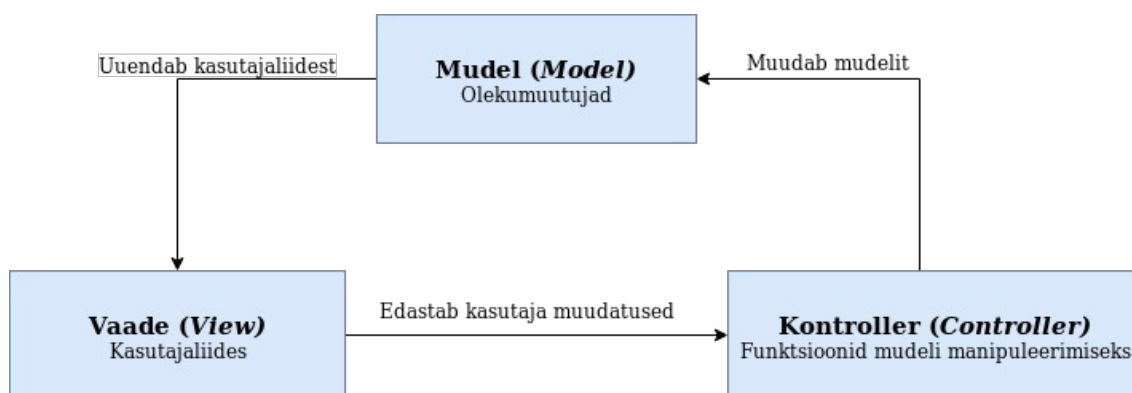 Uuendab kasutajaliidest
Mudel (Model)
Olekumuutujad
Muudab mudelit
Vaade (View)
Kasutajaliides
Edastab kasutaja muudatused
Kontroller (Controller)
Funktsioonid mudeli manipuleerimiseks